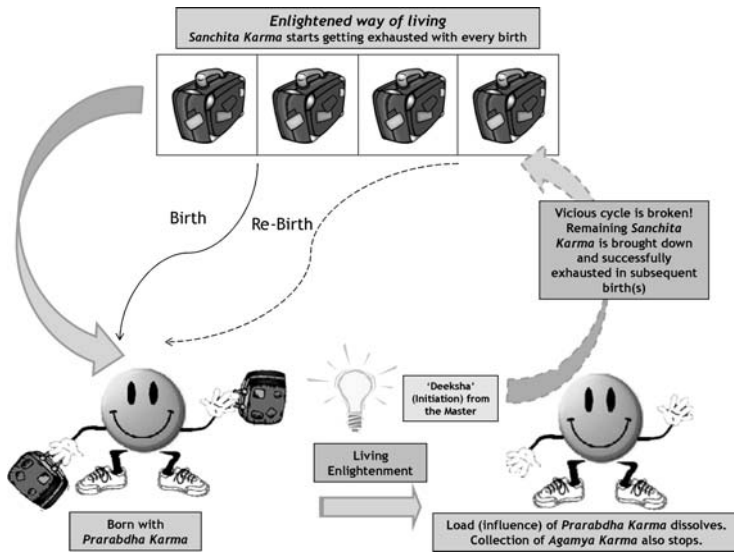 Enlightened way of living
Sanchita Karma starts getting exhausted with every birth
Birth
Re-Birth
Vicious cycle is broken!
Remaining Sanchita
Karma is brought down
and successfully
exhausted in subsequent
birth(s)
'Deeksha'
(Initiation) from
the Master
Living
Enlightenment
Born with
Prarabdha Karma
Load (influence) of Prarabdha Karma dissolves.
Collection of Agamya Karma also stops.